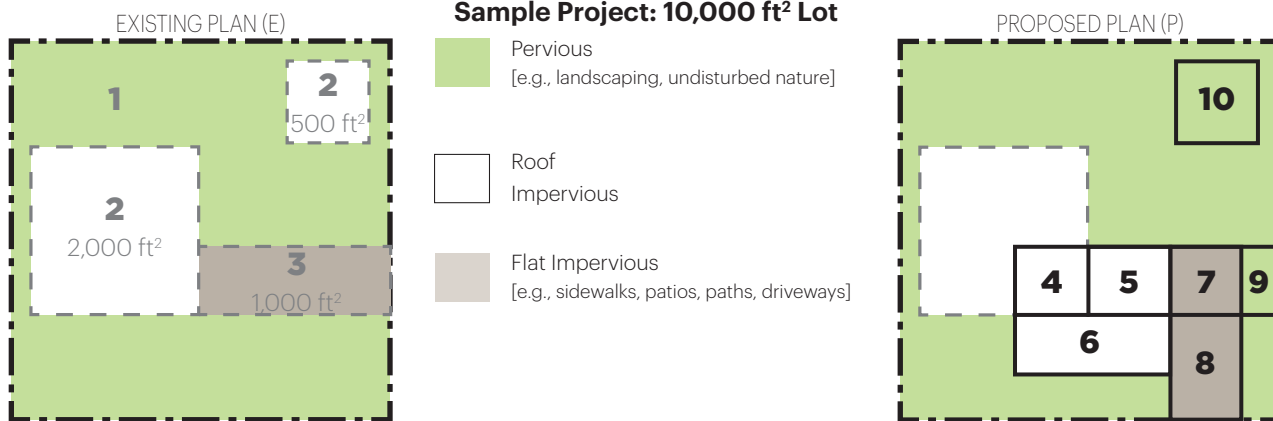 EXISTING PLAN (E)
1
2
500 ft²
2
2,000 ft²
3
1,000 ft²
Sample Project: 10,000 ft² Lot
Pervious
[e.g., landscaping, undisturbed nature]
Roof
Impervious
Flat Impervious
[e.g., sidewalks, patios, paths, driveways]
PROPOSED PLAN (P)
10
4
5
7
9
6
8